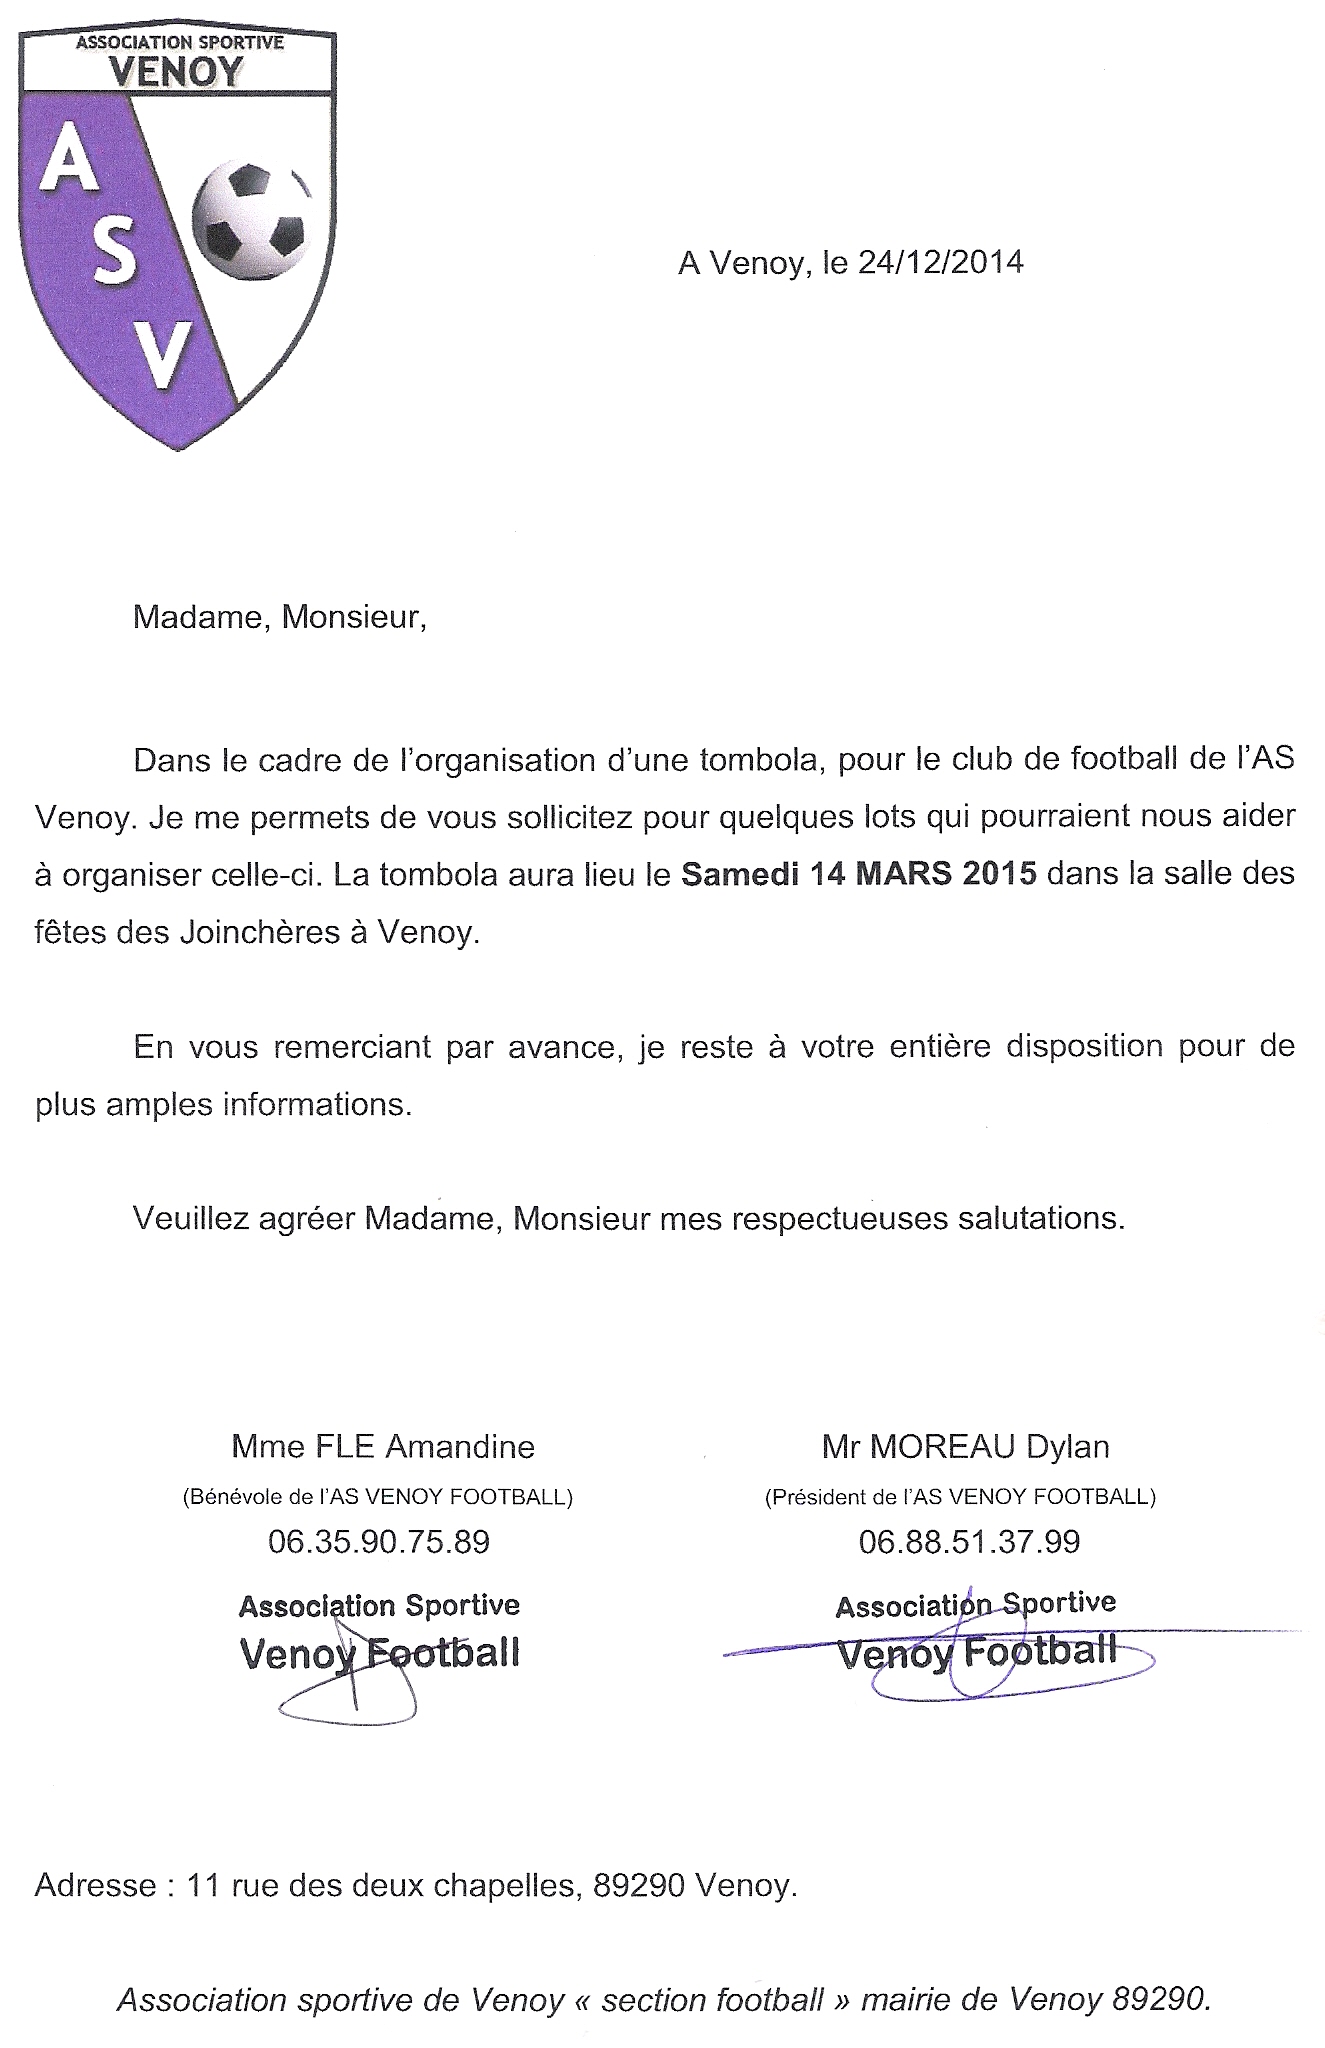 ASSOCIATION SPORTIVE
VENOY
A
S
V
A Venoy, le 24/12/2014
Madame, Monsieur,
Dans le cadre de l'organisation d'une tombola, pour le club de football de l'AS
Venoy. Je me permets de vous sollicitez pour quelques lots qui pourraient nous aider
à organiser celle-ci. La tombola aura lieu le Samedi 14 MARS 2015 dans la salle des
fêtes des Joinchères à Venoy.
En vous remerciant par avance, je reste à votre entière disposition pour de
plus amples informations.
Veuillez agréer Madame, Monsieur mes respectueuses salutations.
Mme FLE Amandine
(Bénévole de l'AS VENOY FOOTBALL)
06.35.90.75.89
Association Sportive
Venoy Football
Mr MOREAU Dylan
(Président de l'AS VENOY FOOTBALL)
06.88.51.37.99
Association Sportive
Venoy Football
Adresse : 11 rue des deux chapelles, 89290 Venoy.
Association sportive de Venoy « section football » mairie de Venoy 89290.